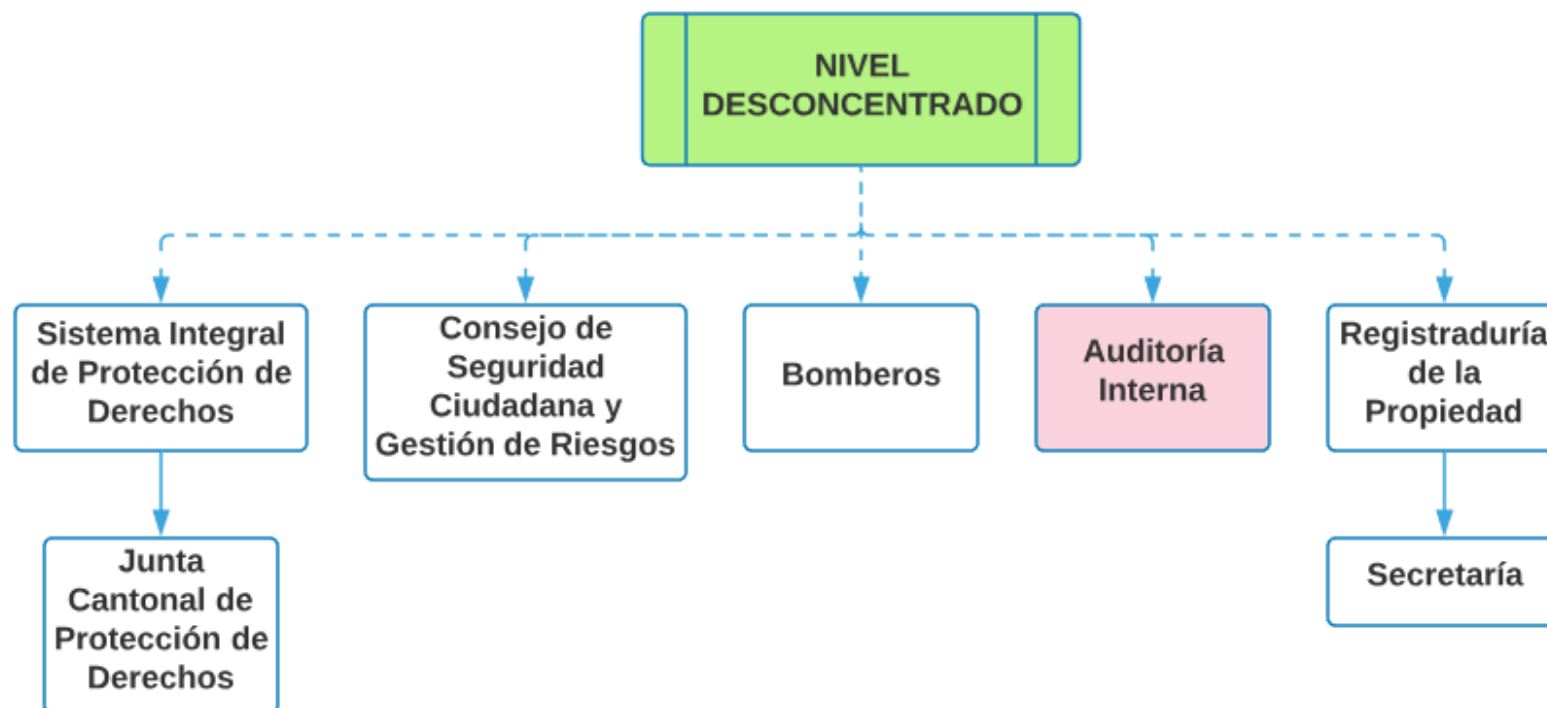 NIVEL
DESCONCENTRADO
Sistema Integral
de Protección de
Derechos
Consejo de
Seguridad
Ciudadana y
Gestión de Riesgos
Bomberos
Auditoría
Interna
Registraduría
de la
Propiedad
Junta
Cantonal de
Protección de
Derechos
Secretaría